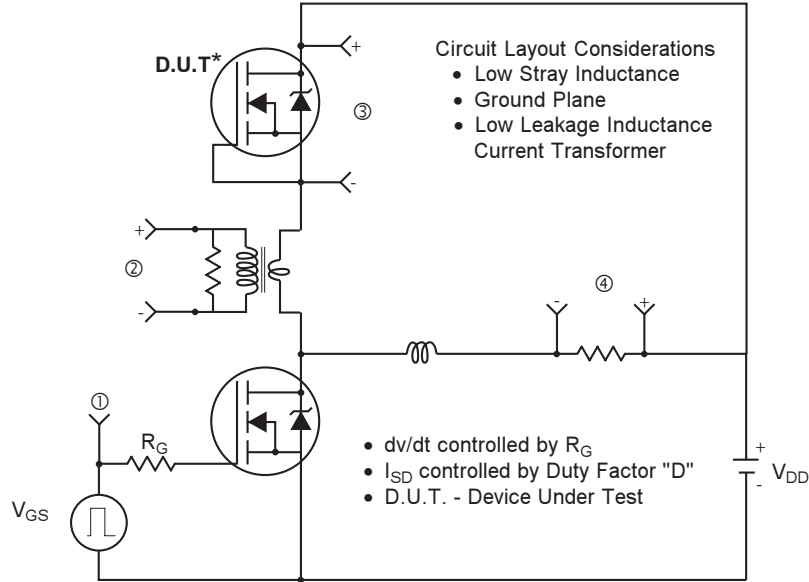 D.U.T*
+
Circuit Layout Considerations
• Low Stray Inductance
• Ground Plane
• Low Leakage Inductance
Current Transformer
③
-
+
②
-
④
- +
①
R_G
V_GS
• dv/dt controlled by R_G
• I_SD controlled by Duty Factor "D"
• D.U.T. - Device Under Test
+
V_DD
-